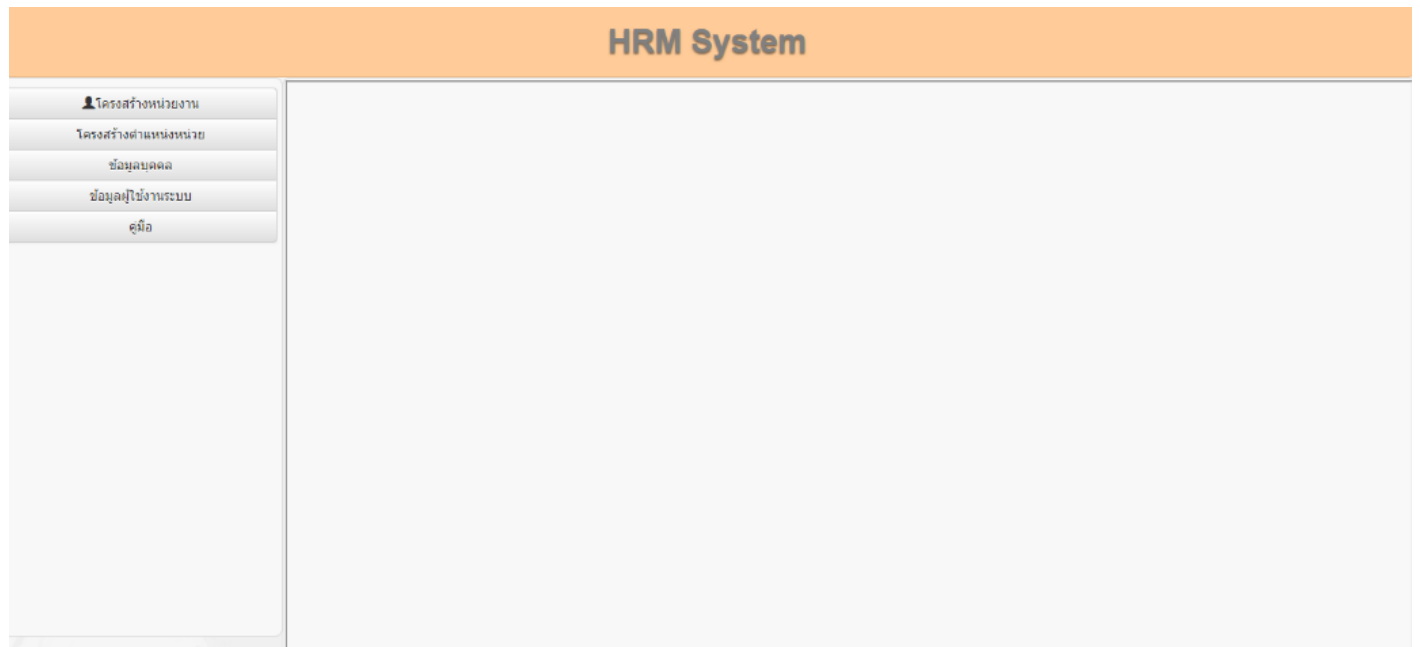 HRM System
โครงสร้างหน่วยงาน
โครงสร้างตำแหน่งหน่วย
ข้อมูลบุคคล
ข้อมูลผู้ใช้งานระบบ
คู่มือ